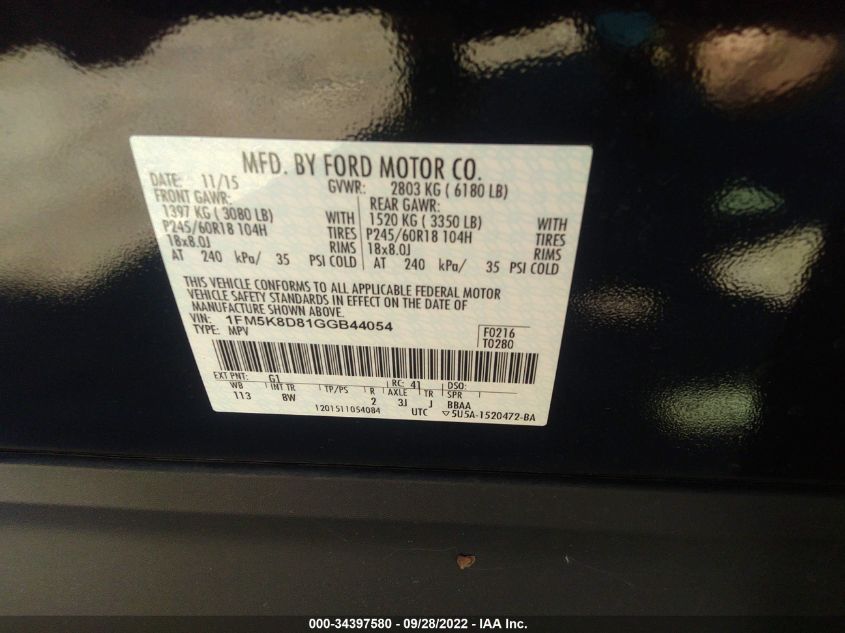 MFD. BY FORD MOTOR CO.
DATE: 11/15 GVWR: 2803 KG ( 6180 LB)
FRONT GAWR: REAR GAWR:
1397 KG ( 3080 LB) WITH 1520 KG ( 3350 LB) WITH
P245/60R18 104H TIRES P245/60R18 104H TIRES
18x8.0J RIMS 18x8.0J RIMS
AT 240 kPa/ 35 PSI COLD AT 240 kPa/ 35 PSI COLD
THIS VEHICLE CONFORMS TO ALL APPLICABLE FEDERAL MOTOR
VEHICLE SAFETY STANDARDS IN EFFECT ON THE DATE OF
MANUFACTURE SHOWN ABOVE.
VIN: 1FM5K8D81GGB44054 F0216
TYPE: MPV T0280
EXT PNT: G1 RC: 41 DSO:
WB INT TR TP/PS R AXLE TR SPR
113 8W 2 3J J BBAA
1201511054084 UTC ▽5U5A-1520472-BA
000-34397580 - 09/28/2022 - IAA Inc.